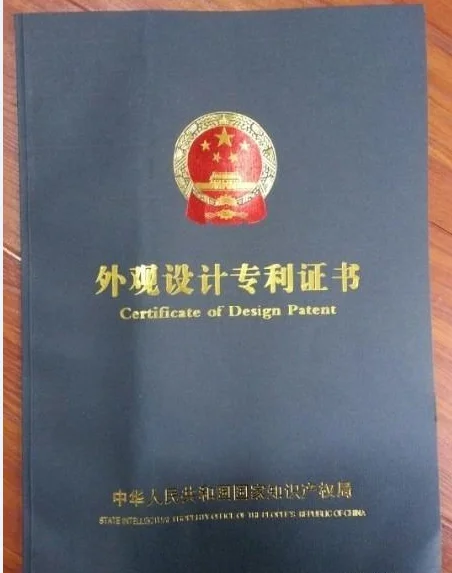 外观设计专利证书
Certificate of Design Patent
中华人民共和国国家知识产权局
STATE INTELLECTUAL PROPERTY OFFICE OF THE PEOPLE'S REPUBLIC OF CHINA